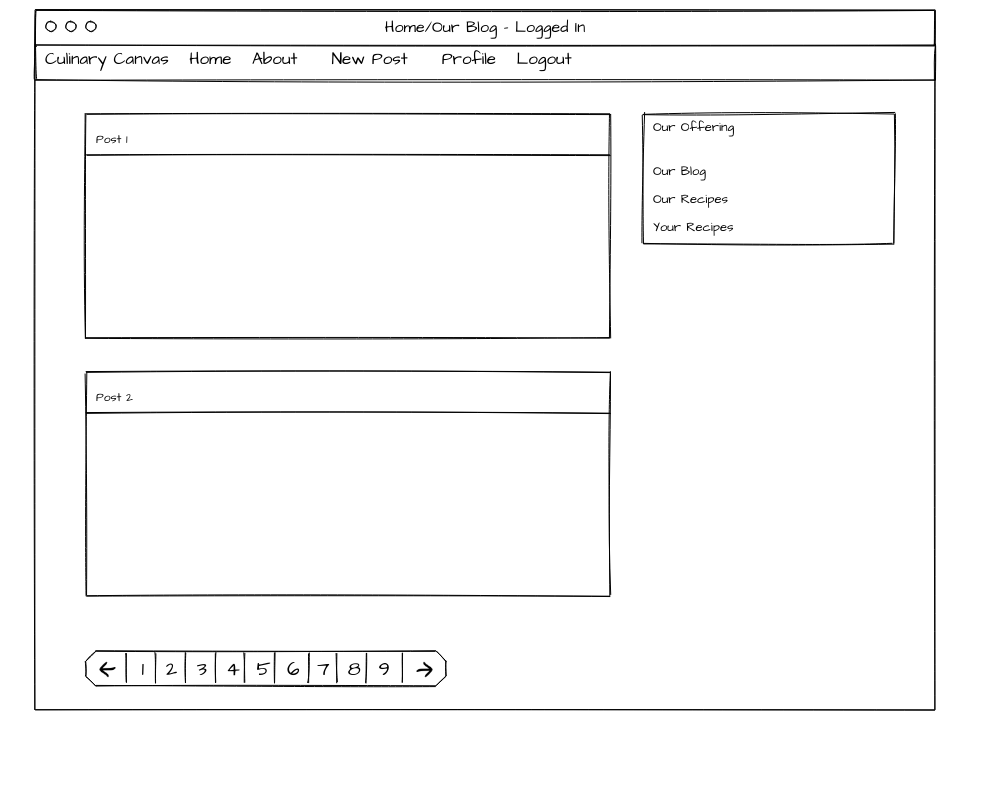 Home/Our Blog - Logged In
Culinary Canvas Home About New Post Profile Logout
Post 1
Our Offering
Our Blog
Our Recipes
Your Recipes
Post 2
← 1 2 3 4 5 6 7 8 9 →